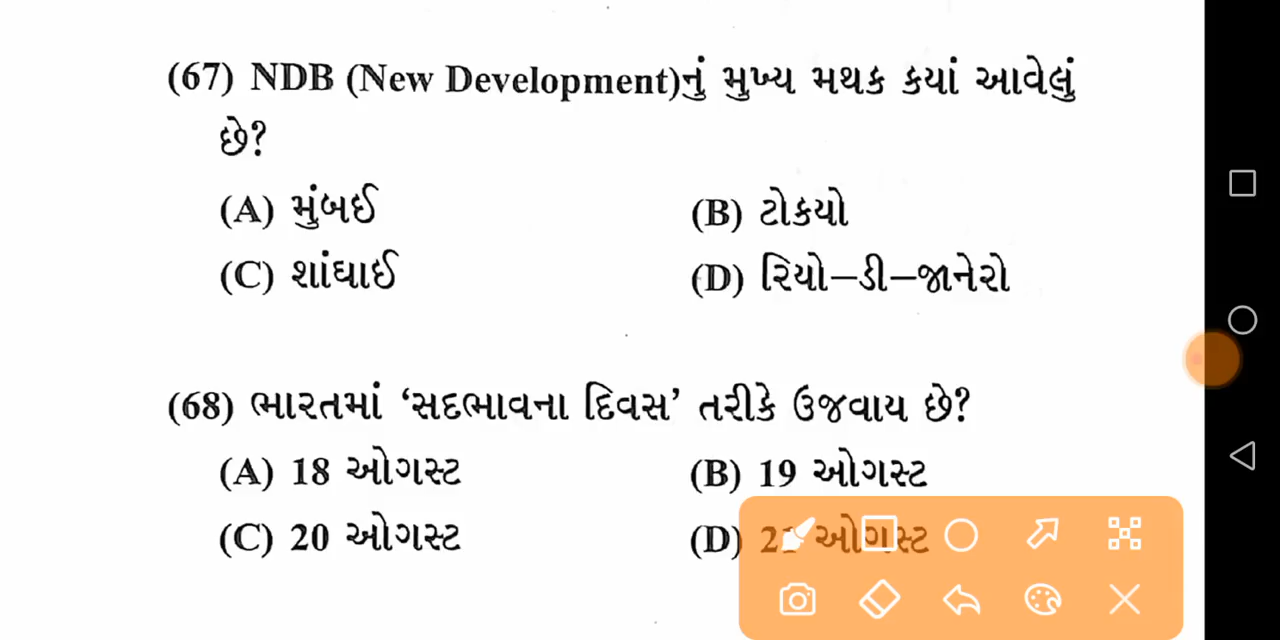 (67) NDB (New Development)નું મુખ્ય મથક કયાં આવેલું
છે?
(A) મુંબઈ (B) ટોકયો
(C) શાંઘાઈ (D) રિયો–ડી–જાનેરો
(68) ભારતમાં ‘સદભાવના દિવસ’ તરીકે ઉજવાય છે?
(A) 18 ઓગસ્ટ (B) 19 ઓગસ્ટ
(C) 20 ઓગસ્ટ (D) 21 ઓગસ્ટ